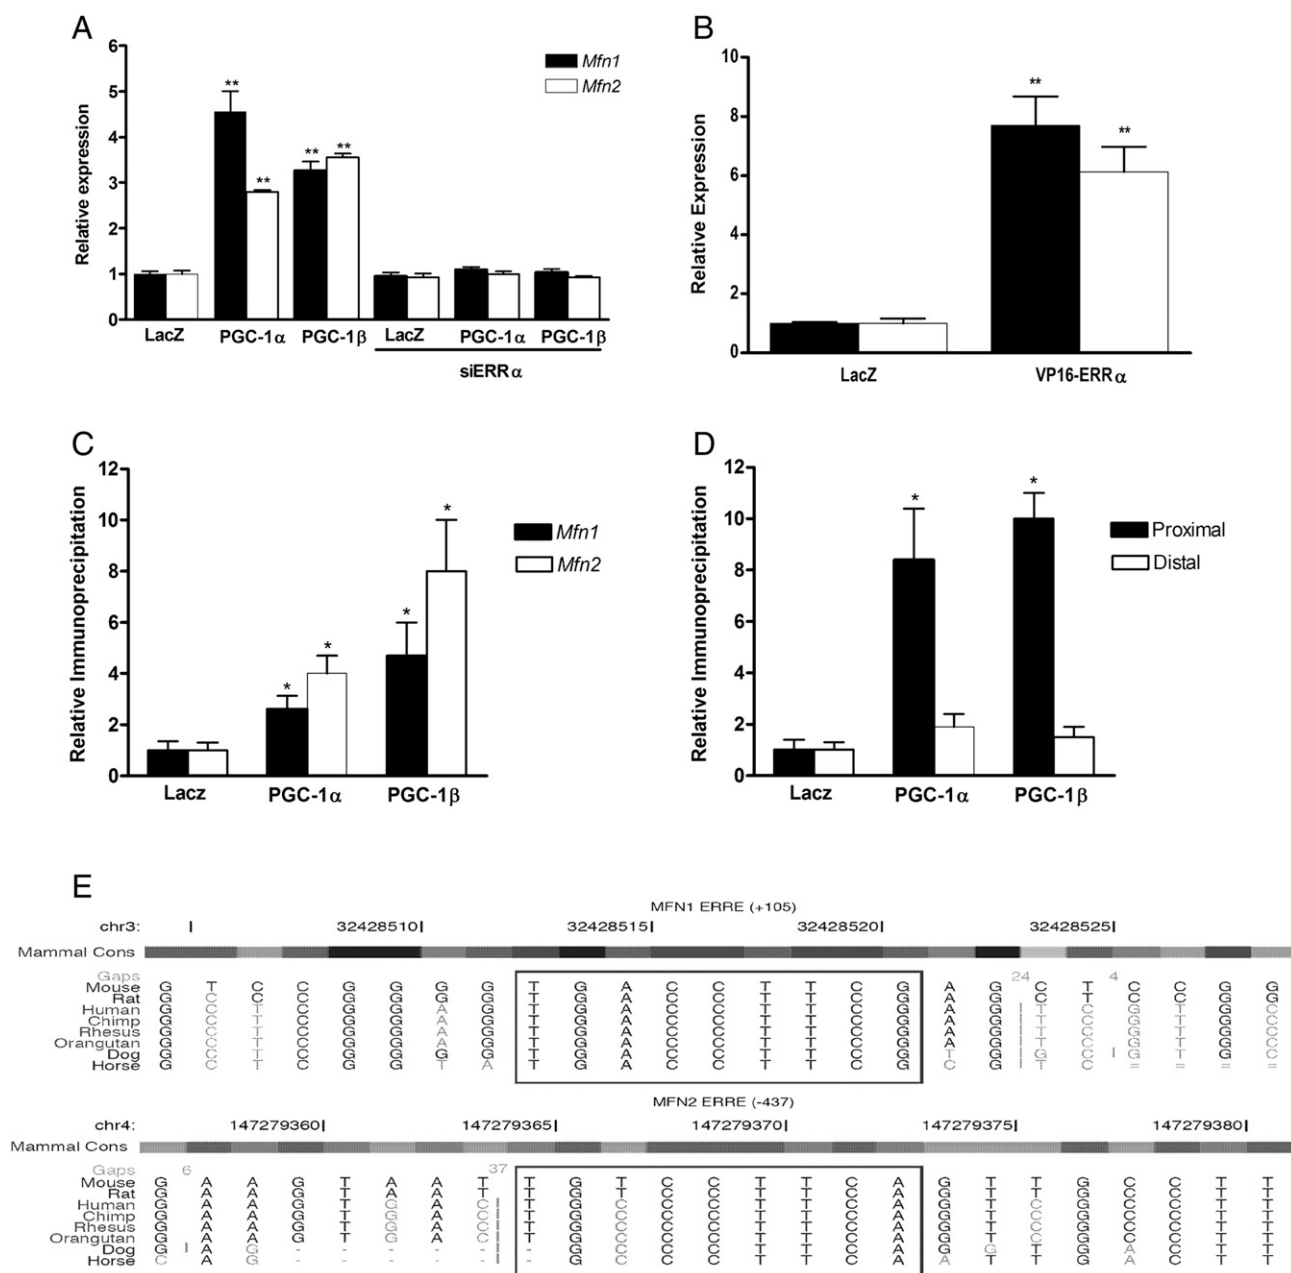 A
6
5
4
3
2
1
0
Relative expression
Mfn1
Mfn2
** ** ** **
LacZ PGC-1α PGC-1β LacZ PGC-1α PGC-1β
siERRα
B
10
8
6
4
2
0
Relative Expression
** **
LacZ VP16-ERRα
C
12
10
8
6
4
2
0
Relative Immunoprecipitation
Mfn1
Mfn2
* * * *
Lacz PGC-1α PGC-1β
D
12
10
8
6
4
2
0
Relative Immunoprecipitation
Proximal
Distal
* *
Lacz PGC-1α PGC-1β
E
MFN1 ERRE (+105)
chr3: | 32428510| 32428515| 32428520| 32428525|
Mammal Cons
Gaps 24 4
Mouse G T C C G G G G T G A C C T T C G A G C T C C G G
Rat G C C C G G G G T G A C C T T C G A G C T C C G G
Human G C T C G G A G T G A C C T T C G A G | T C G T G C
Chimp G C T C G G A G T G A C C T T C G A G | T C G T G C
Rhesus G C T C G G A G T G A C C T T C G A G | T C G T G C
Orangutan G C T C G G A G T G A C C T T C G A G | T C G T G C
Dog G C T C G G G G T G A C C T T C G T G | G C | G T G C
Horse G C T C G G T A T G A C C T T C G C G | T C = = = =
MFN2 ERRE (-437)
chr4: 147279360| 147279365| 147279370| 147279375| 147279380|
Mammal Cons
Gaps 6 37
Mouse G A A G T A A T T G T C C T T C A G T T G C C T T
Rat G A A G T A A T T G T C C T T C A G T T G C C T T
Human G A A G T G A C | T G C C C T T C A G T C G C C T T
Chimp G A A G T G A C | T G C C C T T C A G T C G C C T T
Rhesus G A A G T G A C | T G C C C T T C A G T C G C C T T
Orangutan G A A G T G A C | T G C C C T T C A G T C G C C T T
Dog G | A G - - - - - | - G C C C T T C A G G T G A C T T
Horse C A G - - - - - | - G C C C T T C A A T T G G C T T